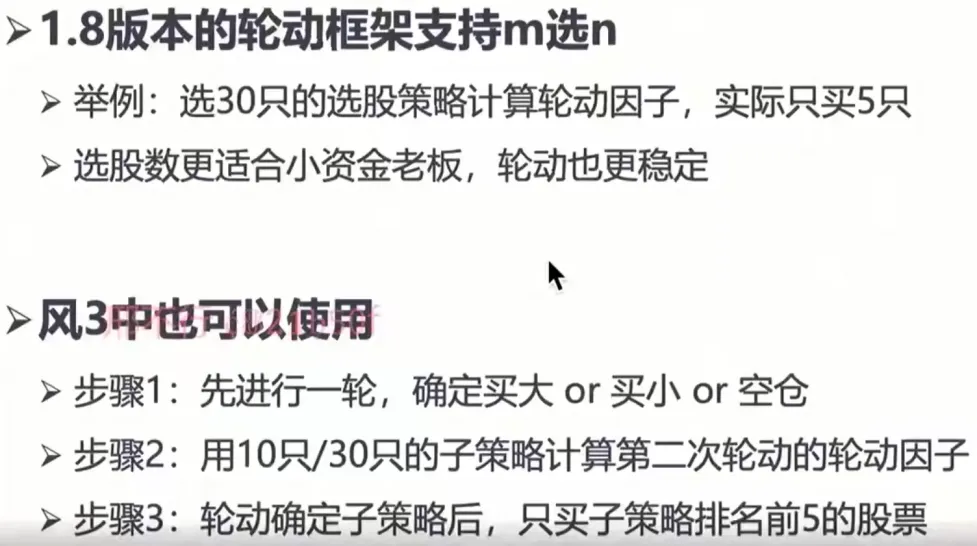 1.8版本的轮动框架支持m选n
举例：选30只的选股策略计算轮动因子，实际只买5只
选股数更适合小资金老板，轮动也更稳定
风3中也可以使用
步骤1：先进行一轮，确定买大 or 买小 or 空仓
步骤2：用10只/30只的子策略计算第二次轮动的轮动因子
步骤3：轮动确定子策略后，只买子策略排名前5的股票